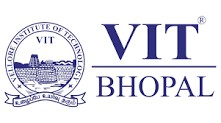 VELLORE INSTITUTE OF TECHNOLOGY
VIT
VIT®
BHOPAL